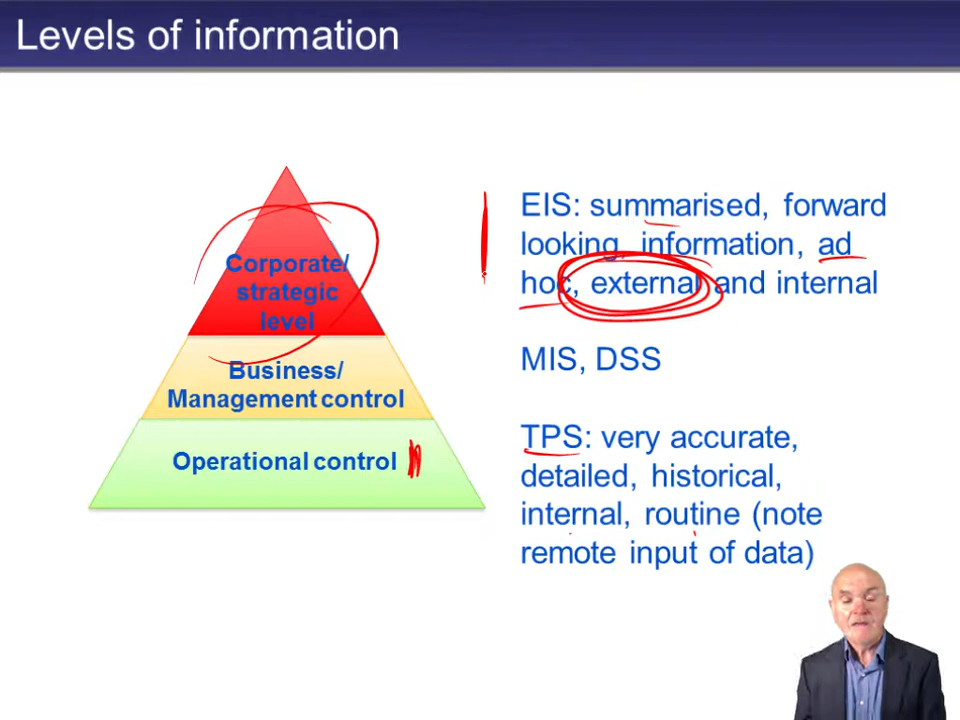 Levels of information
Corporate/
strategic
level
Business/
Management control
Operational control
EIS: summarised, forward
looking, information, ad
hoc, external and internal
MIS, DSS
TPS: very accurate,
detailed, historical,
internal, routine (note
remote input of data)